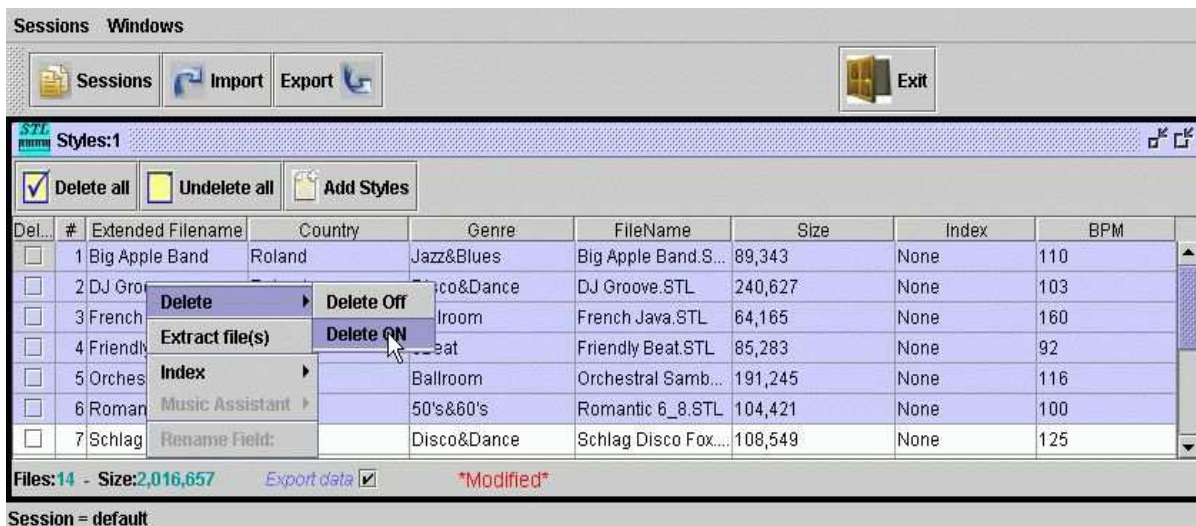 Sessions Windows
Sessions Import Export Exit
STL Styles:1
Delete all Undelete all Add Styles
Del... # Extended Filename Country Genre FileName Size Index BPM
1 Big Apple Band Roland Jazz&Blues Big Apple Band.S... 89,343 None 110
2 DJ Groo DJ Groove.STL 240,627 None 103
Delete Delete Off
3 French French Java.STL 64,165 None 160
Extract file(s) Delete ON
4 Friendly Friendly Beat.STL 85,283 None 92
5 Orches Ballroom Orchestral Samb... 191,245 None 116
Index
6 Roman 50's&60's Romantic 6_8.STL 104,421 None 100
Music Assistant
7 Schlag Disco&Dance Schlag Disco Fox.... 108,549 None 125
Rename Field:
Files:14 - Size:2,016,657 Export data *Modified*
Session = default